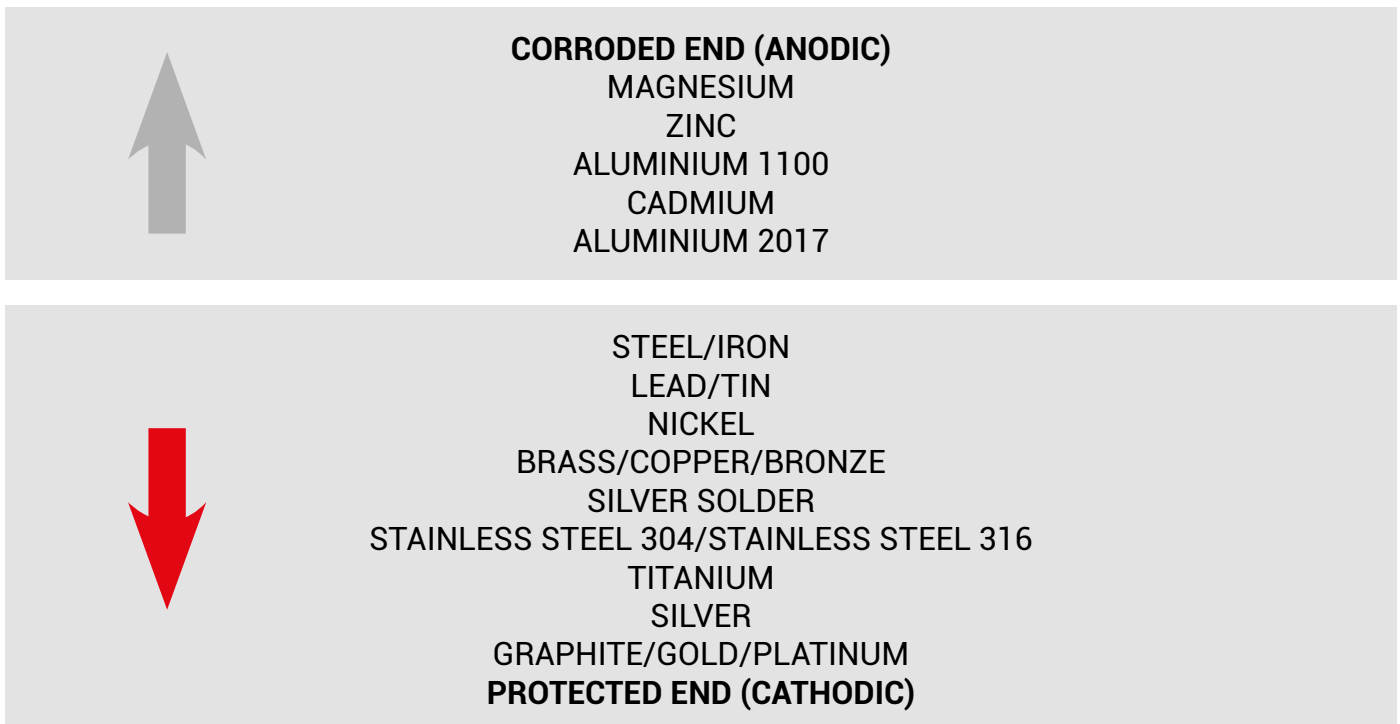 CORRODED END (ANODIC)
MAGNESIUM
ZINC
ALUMINIUM 1100
CADMIUM
ALUMINIUM 2017
STEEL/IRON
LEAD/TIN
NICKEL
BRASS/COPPER/BRONZE
SILVER SOLDER
STAINLESS STEEL 304/STAINLESS STEEL 316
TITANIUM
SILVER
GRAPHITE/GOLD/PLATINUM
PROTECTED END (CATHODIC)